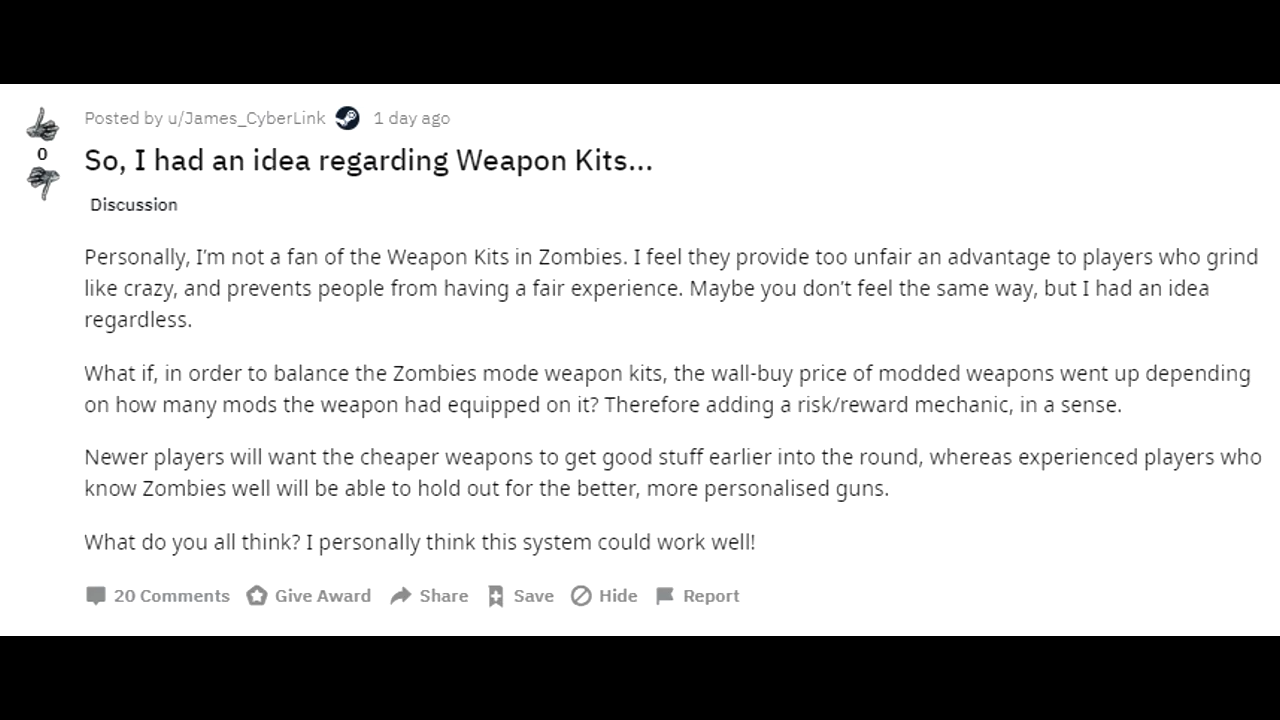 Posted by u/James_CyberLink 1 day ago
0
So, I had an idea regarding Weapon Kits...
Discussion
Personally, I'm not a fan of the Weapon Kits in Zombies. I feel they provide too unfair an advantage to players who grind
like crazy, and prevents people from having a fair experience. Maybe you don't feel the same way, but I had an idea
regardless.
What if, in order to balance the Zombies mode weapon kits, the wall-buy price of modded weapons went up depending
on how many mods the weapon had equipped on it? Therefore adding a risk/reward mechanic, in a sense.
Newer players will want the cheaper weapons to get good stuff earlier into the round, whereas experienced players who
know Zombies well will be able to hold out for the better, more personalised guns.
What do you all think? I personally think this system could work well!
20 Comments Give Award Share Save Hide Report